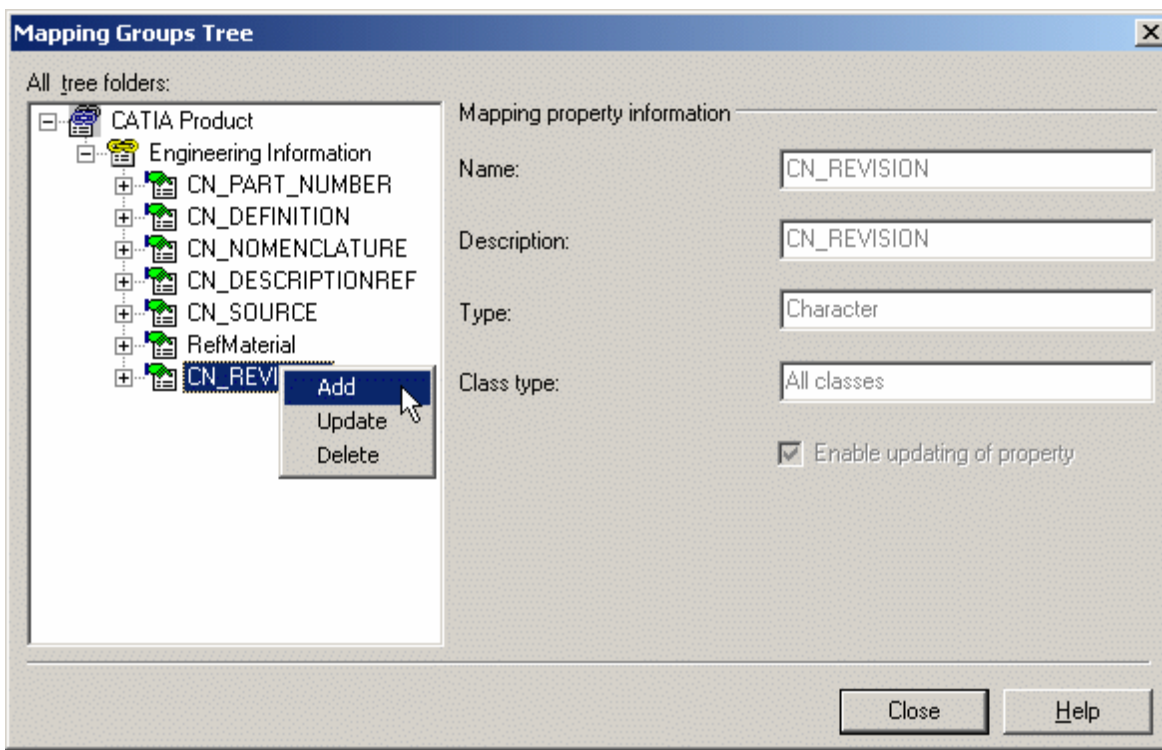 Mapping Groups Tree
All tree folders:
CATIA Product
Engineering Information
CN_PART_NUMBER
CN_DEFINITION
CN_NOMENCLATURE
CN_DESCRIPTIONREF
CN_SOURCE
RefMaterial
CN_REVI
Add
Update
Delete
Mapping property information
Name:
CN_REVISION
Description:
CN_REVISION
Type:
Character
Class type:
All classes
Enable updating of property
Close
Help